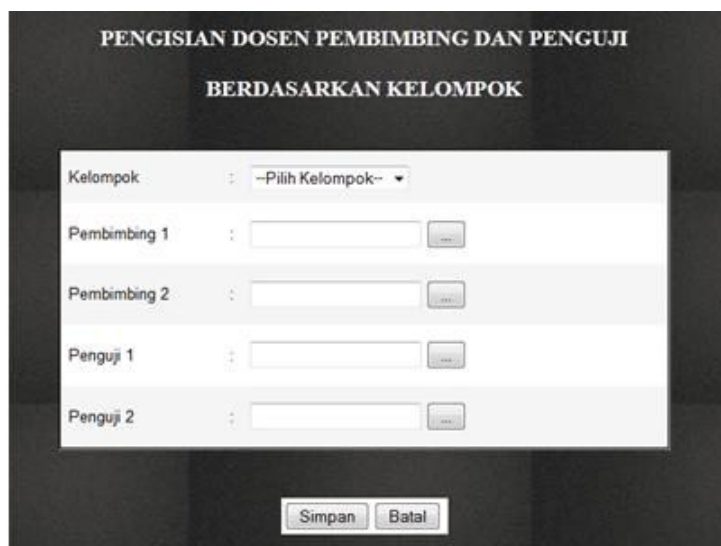 PENGISIAN DOSEN PEMBIMBING DAN PENGUJI
BERDASARKAN KELOMPOK
Kelompok : --Pilih Kelompok--
Pembimbing 1 : ...
Pembimbing 2 : ...
Penguji 1 : ...
Penguji 2 : ...
Simpan Batal